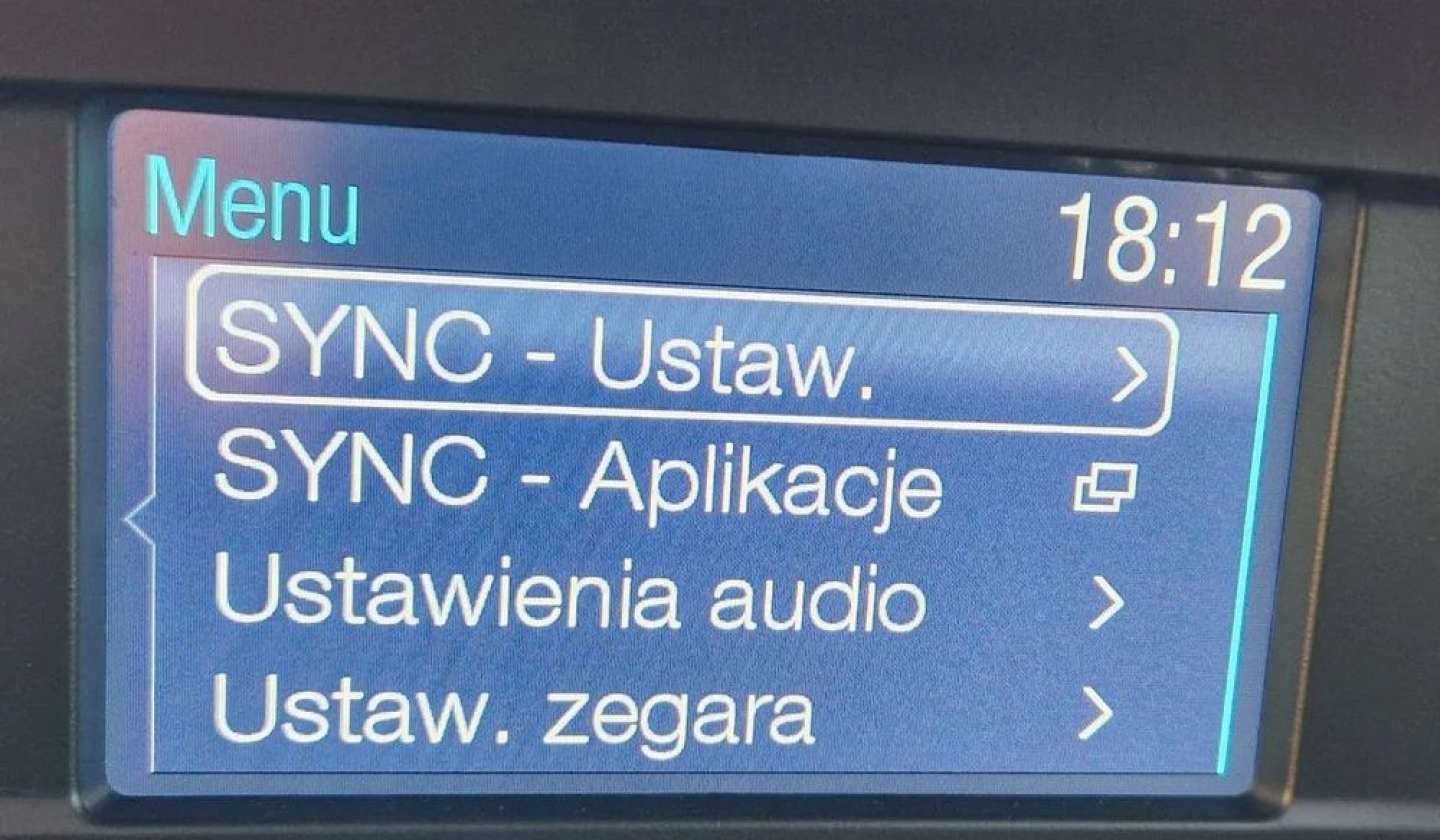 Menu 18:12
SYNC - Ustaw.
SYNC - Aplikacje
Ustawienia audio
Ustaw. zegara